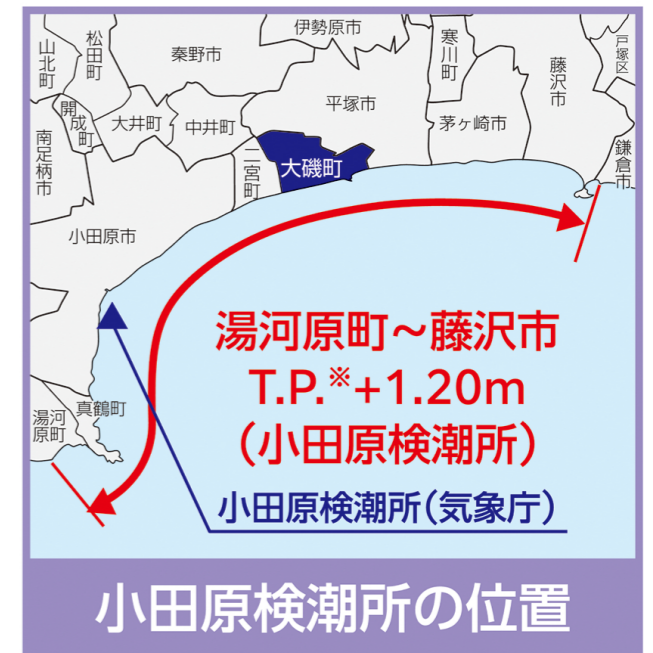 伊勢原市
山北町
松田町
秦野市
寒川町
藤沢市
戸塚区
開成町
大井町
中井町
平塚市
茅ヶ崎市
鎌倉市
南足柄市
二宮町
大磯町
小田原市
湯河原町
真鶴町
湯河原町～藤沢市
T.P.※+1.20m
（小田原検潮所）
小田原検潮所（気象庁）
小田原検潮所の位置